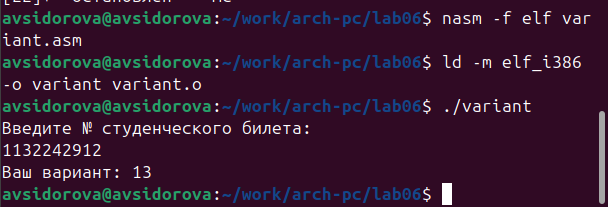 avsidorova@avsidorova:~/work/arch-pc/lab06$ nasm -f elf var
iant.asm
avsidorova@avsidorova:~/work/arch-pc/lab06$ ld -m elf_i386
-o variant variant.o
avsidorova@avsidorova:~/work/arch-pc/lab06$ ./variant
Введите № студенческого билета:
1132242912
Ваш вариант: 13
avsidorova@avsidorova:~/work/arch-pc/lab06$